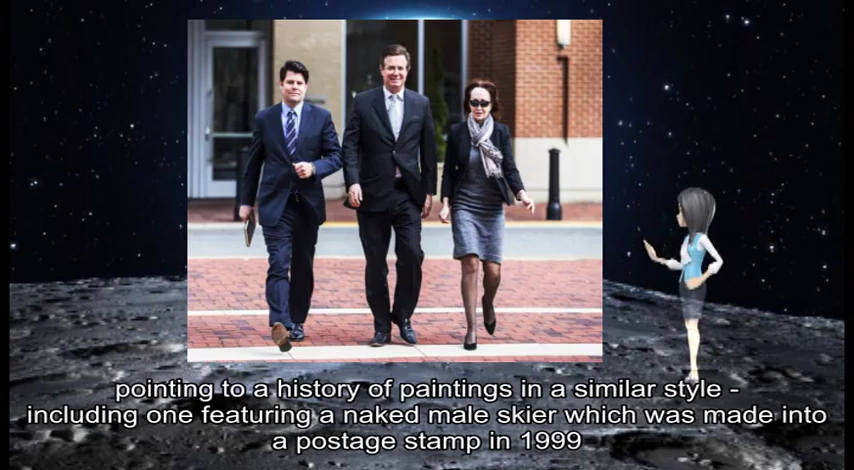 pointing to a history of paintings in a similar style -
including one featuring a naked male skier which was made into
a postage stamp in 1999